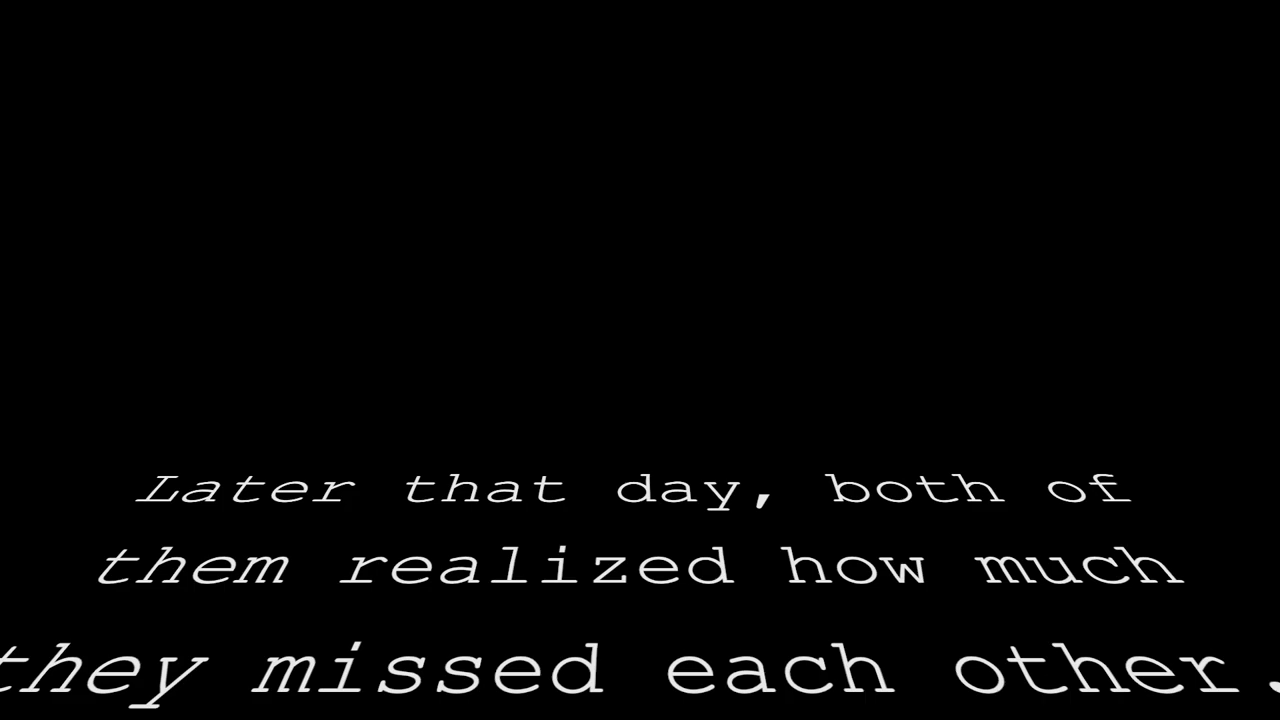 Later that day, both of
them realized how much
they missed each other.